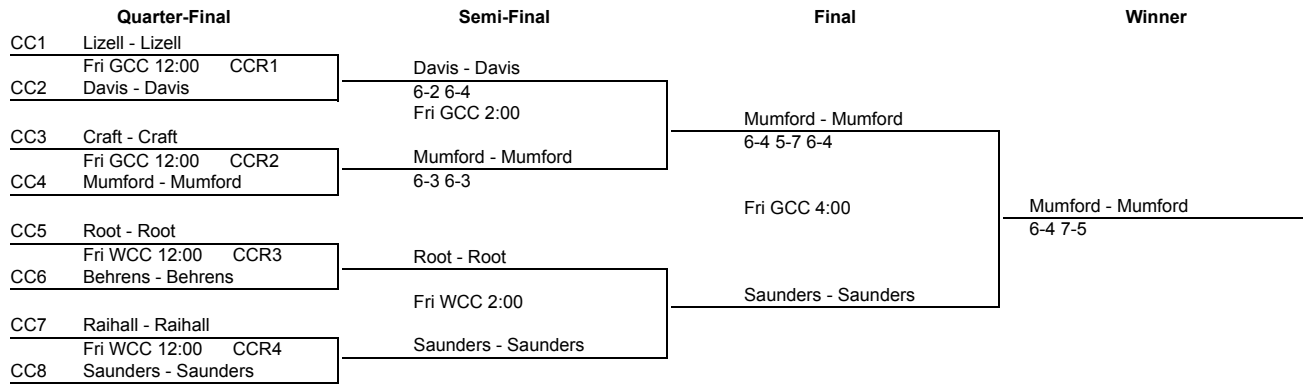 Quarter-Final Semi-Final Final Winner
CC1 Lizell - Lizell
Fri GCC 12:00 CCR1
CC2 Davis - Davis
Davis - Davis
6-2 6-4
Fri GCC 2:00
CC3 Craft - Craft
Fri GCC 12:00 CCR2
CC4 Mumford - Mumford
Mumford - Mumford
6-3 6-3
Mumford - Mumford
6-4 5-7 6-4
Fri GCC 4:00
Mumford - Mumford
6-4 7-5
CC5 Root - Root
Fri WCC 12:00 CCR3
CC6 Behrens - Behrens
Root - Root
Fri WCC 2:00
Saunders - Saunders
CC7 Raihall - Raihall
Fri WCC 12:00 CCR4
CC8 Saunders - Saunders
Saunders - Saunders